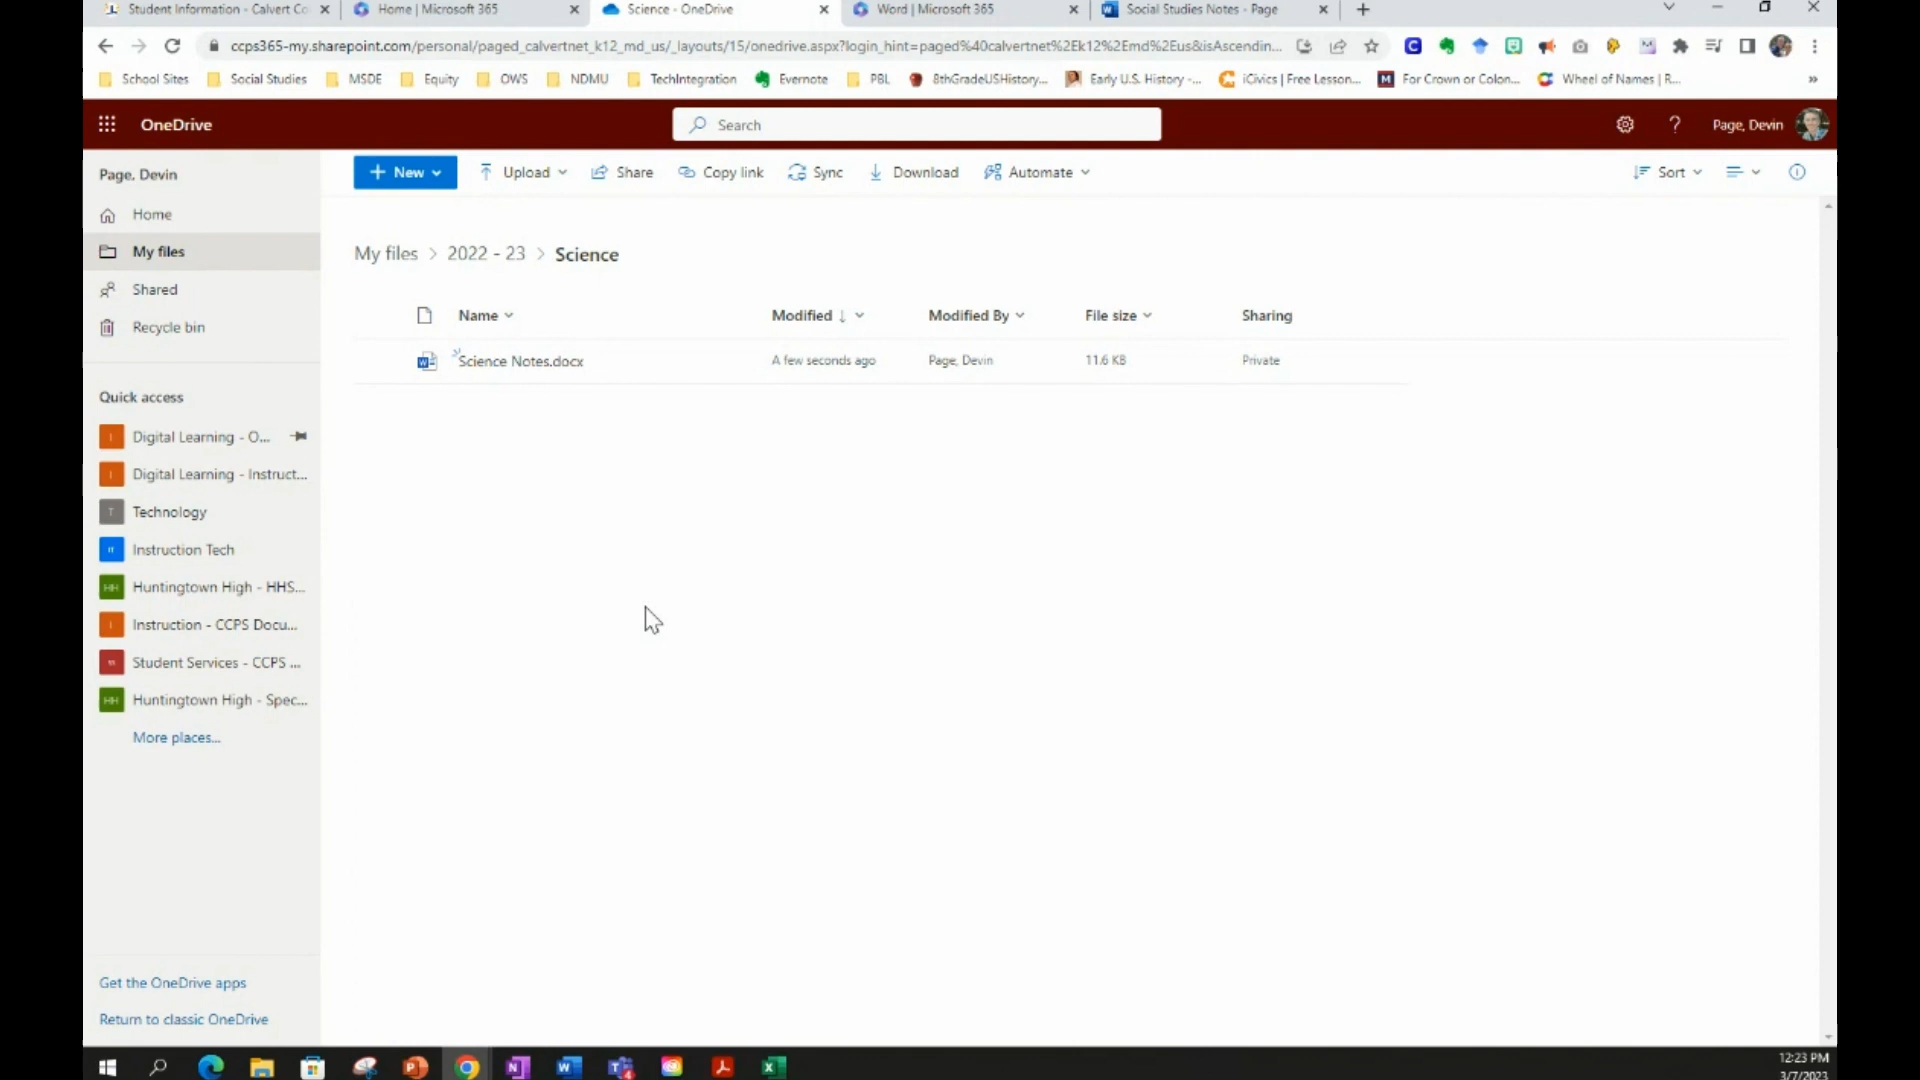 Student Information - Calvert Co
Home | Microsoft 365
Science - OneDrive
Word | Microsoft 365
Social Studies Notes - Page
ccps365-my.sharepoint.com/personal/paged_calvertnet_k12_md_us/_layouts/15/onedrive.aspx?login_hint=paged%40calvertnet%2Ek12%2Emd%2Eus&isAscendin...
School Sites
Social Studies
MSDE
Equity
OWS
NDMU
TechIntegration
Evernote
PBL
8thGradeUSHistory...
Early U.S. History -...
iCivics | Free Lesson...
For Crown or Colon...
Wheel of Names | R...
»
OneDrive
Search
?
Page, Devin
Page, Devin
Home
My files
Shared
Recycle bin
Quick access
Digital Learning - O...
Digital Learning - Instruct...
T Technology
IT Instruction Tech
HH Huntingtown High - HHS...
Instruction - CCPS Docu...
Student Services - CCPS ...
HH Huntingtown High - Spec...
More places...
Get the OneDrive apps
Return to classic OneDrive
+ New
Upload
Share
Copy link
Sync
Download
Automate
Sort
My files > 2022 - 23 > Science
Name
Modified ↓
Modified By
File size
Sharing
Science Notes.docx
A few seconds ago
Page, Devin
11.6 KB
Private
12:23 PM
3/7/2023